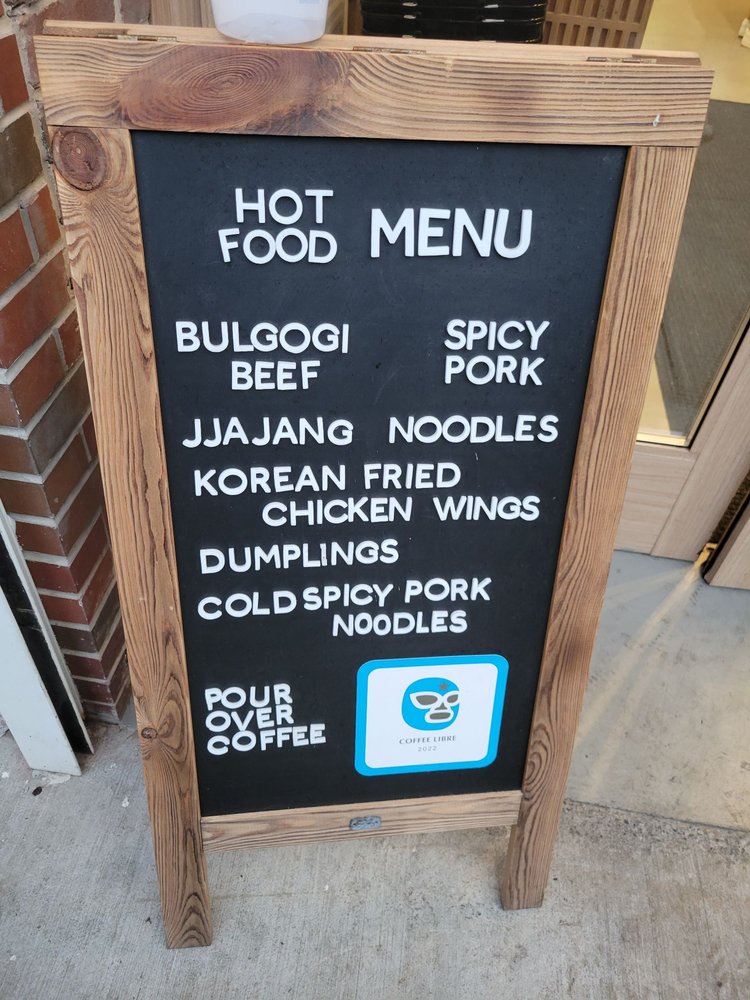 HOT FOOD MENU
BULGOGI BEEF
SPICY PORK
JJAJANG NOODLES
KOREAN FRIED
CHICKEN WINGS
DUMPLINGS
COLD SPICY PORK
NOODLES
POUR
OVER
COFFEE
COFFEE LIBRE
2022